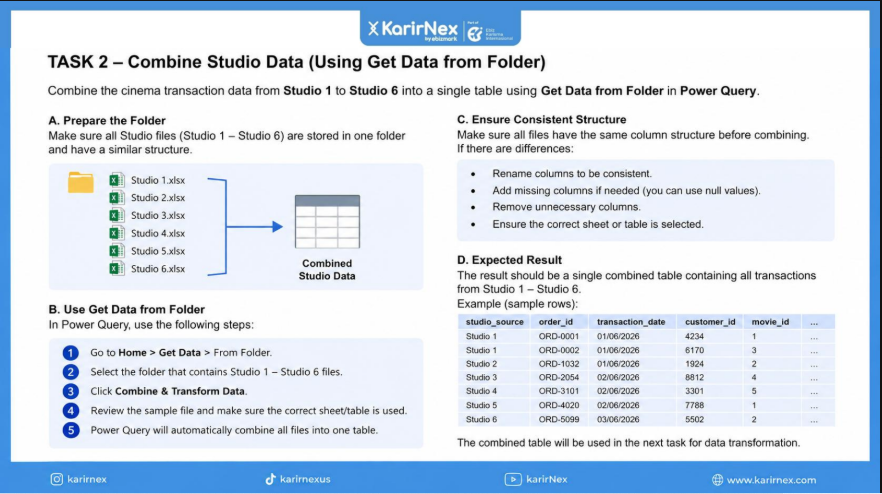 KarirNex
by ebizmark
Part of
Ebiz
Karisma
Internasional
TASK 2 – Combine Studio Data (Using Get Data from Folder)
Combine the cinema transaction data from Studio 1 to Studio 6 into a single table using Get Data from Folder in Power Query.
A. Prepare the Folder
Make sure all Studio files (Studio 1 – Studio 6) are stored in one folder
and have a similar structure.
Studio 1.xlsx
Studio 2.xlsx
Studio 3.xlsx
Studio 4.xlsx
Studio 5.xlsx
Studio 6.xlsx
Combined
Studio Data
B. Use Get Data from Folder
In Power Query, use the following steps:
1 Go to Home > Get Data > From Folder.
2 Select the folder that contains Studio 1 – Studio 6 files.
3 Click Combine & Transform Data.
4 Review the sample file and make sure the correct sheet/table is used.
5 Power Query will automatically combine all files into one table.
C. Ensure Consistent Structure
Make sure all files have the same column structure before combining.
If there are differences:
• Rename columns to be consistent.
• Add missing columns if needed (you can use null values).
• Remove unnecessary columns.
• Ensure the correct sheet or table is selected.
D. Expected Result
The result should be a single combined table containing all transactions
from Studio 1 – Studio 6.
Example (sample rows):
studio_source order_id transaction_date customer_id movie_id ...
Studio 1 ORD-0001 01/06/2026 4234 1 ...
Studio 1 ORD-0002 01/06/2026 6170 3 ...
Studio 2 ORD-1032 01/06/2026 1924 2 ...
Studio 3 ORD-2054 02/06/2026 8812 4 ...
Studio 4 ORD-3101 02/06/2026 3301 5 ...
Studio 5 ORD-4020 02/06/2026 7788 1 ...
Studio 6 ORD-5099 03/06/2026 5502 2 ...
The combined table will be used in the next task for data transformation.
karirnex
karirnexus
karirNex
www.karirnex.com